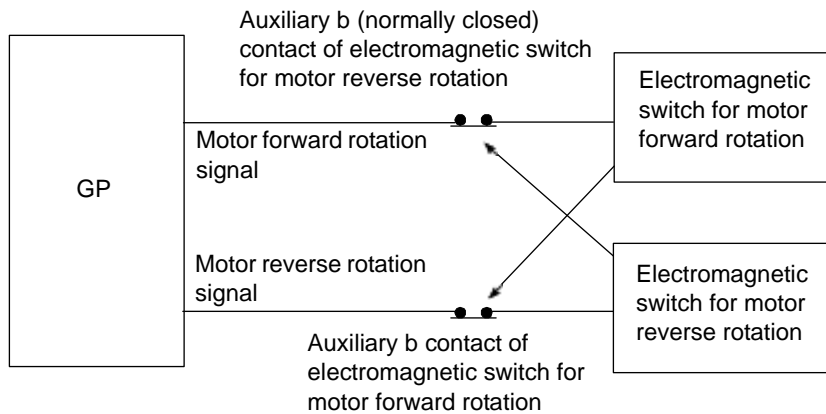 Auxiliary b (normally closed)
contact of electromagnetic switch
for motor reverse rotation
Electromagnetic
switch for motor
forward rotation
Motor forward rotation
signal
GP
Motor reverse rotation
signal
Electromagnetic
switch for motor
reverse rotation
Auxiliary b contact of
electromagnetic switch for
motor forward rotation